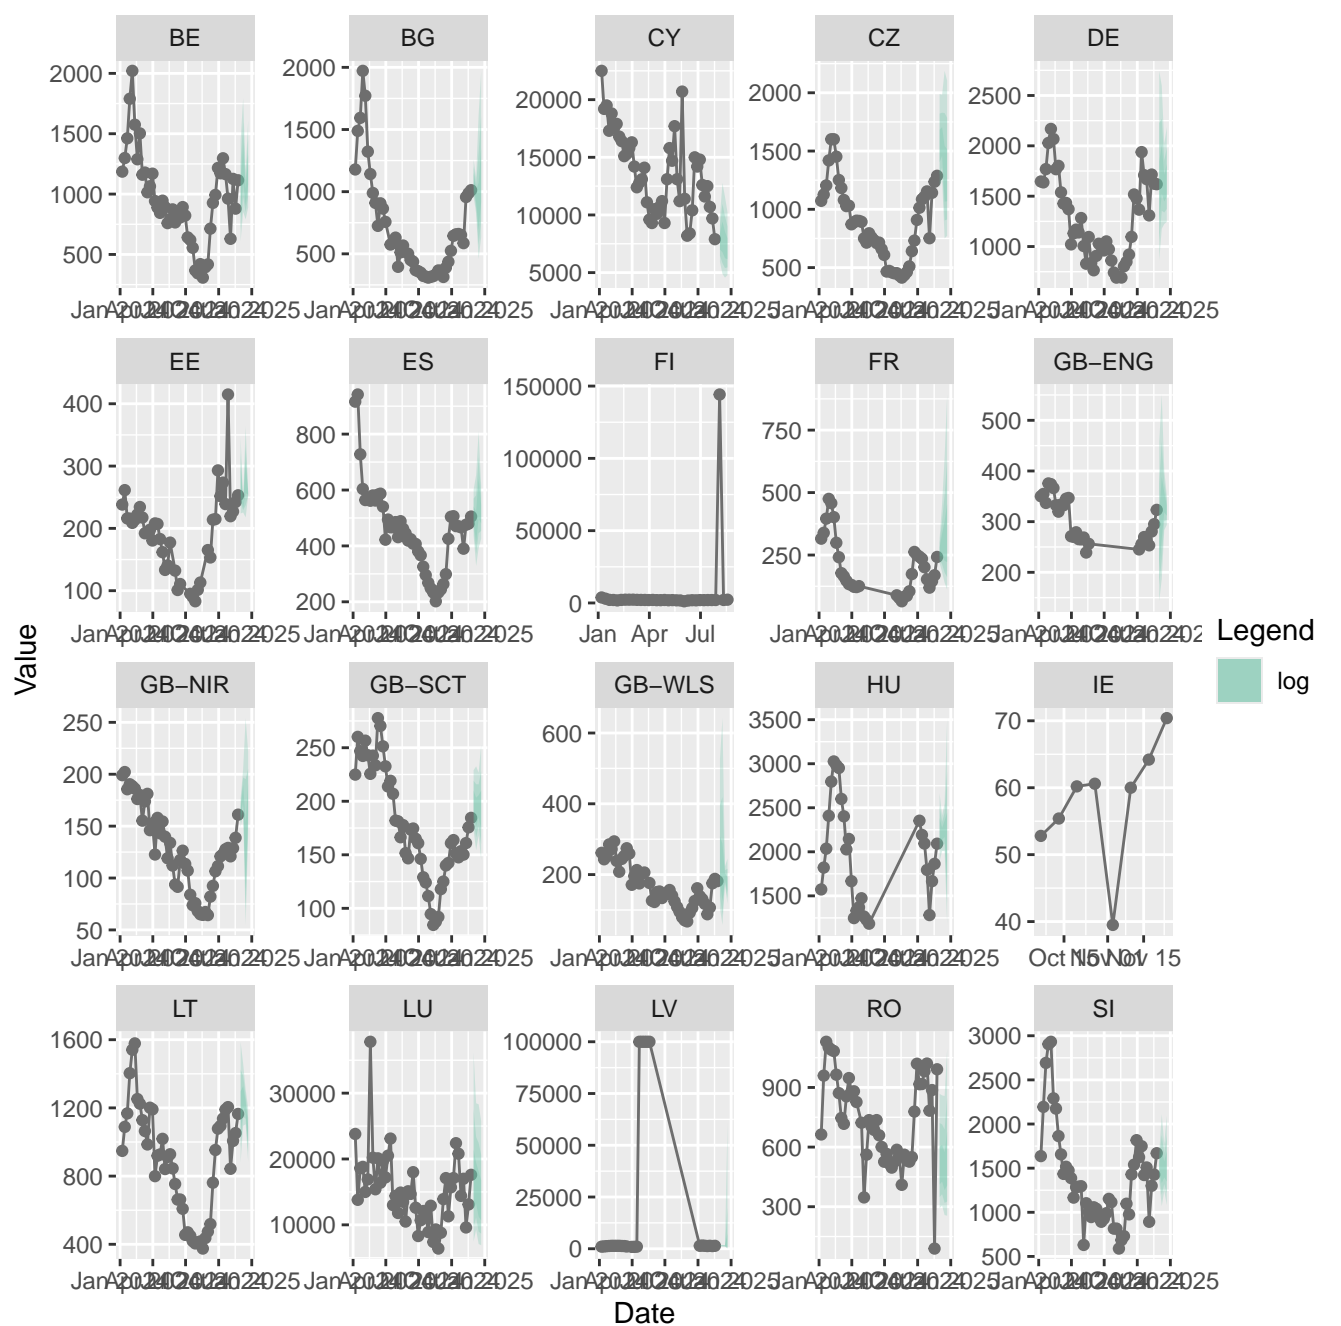 BE BG CY CZ DE
2000 2000 20000 2000 2500
1500 1500 15000 1500 2000
1000 1000 10000 1000 1500
500 500 5000 500 1000
EE ES FI FR GB−ENG
400 800 150000 750 500
300 600 100000 500 400
200 400 50000 250 300
100 200 0 200
Jan Apr Jul
GB−NIR GB−SCT GB−WLS HU IE
250 250 600 3500 70
200 200 400 3000 60
150 150 200 2500 50
100 100 2000 40
50 1500
Oct 15 Nov 01 Nov 15
LT LU LV RO SI
1600 30000 100000 900 3000
1200 20000 75000 600 2500
800 10000 50000 300 2000
400 25000 1500
0 1000
500
Value
Date
Legend
log